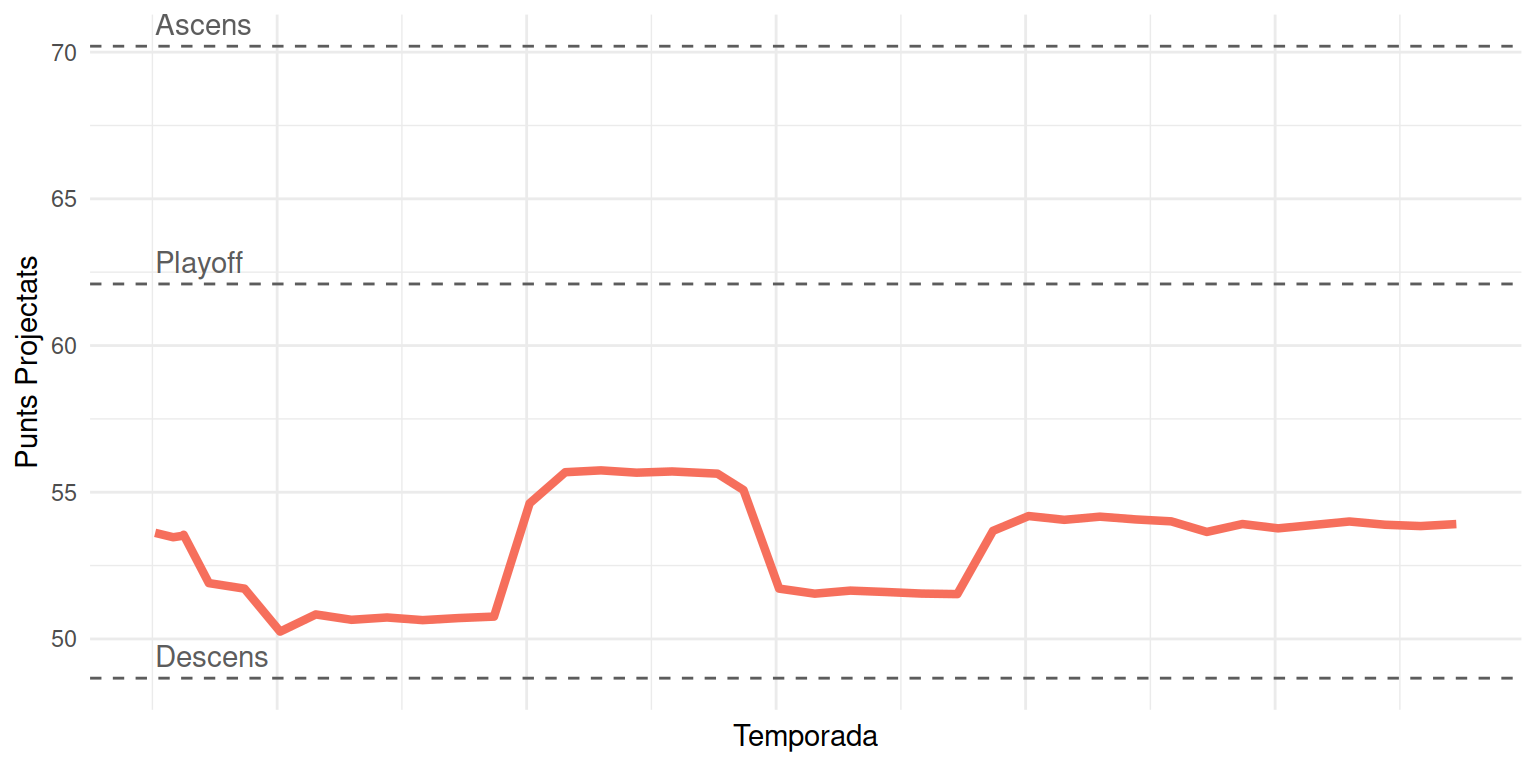 Ascens
70
65
Playoff
60
55
50
Descens
Punts Projectats
Temporada